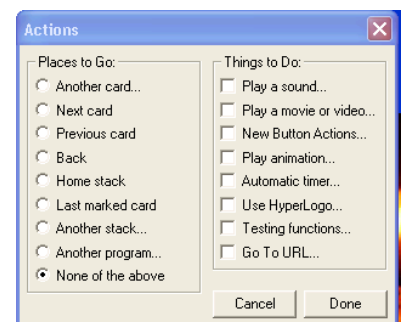 Actions
Places to Go:
Another card...
Next card
Previous card
Back
Home stack
Last marked card
Another stack...
Another program...
None of the above
Things to Do:
Play a sound...
Play a movie or video...
New Button Actions...
Play animation...
Automatic timer...
Use HyperLogo...
Testing functions...
Go To URL...
Cancel
Done